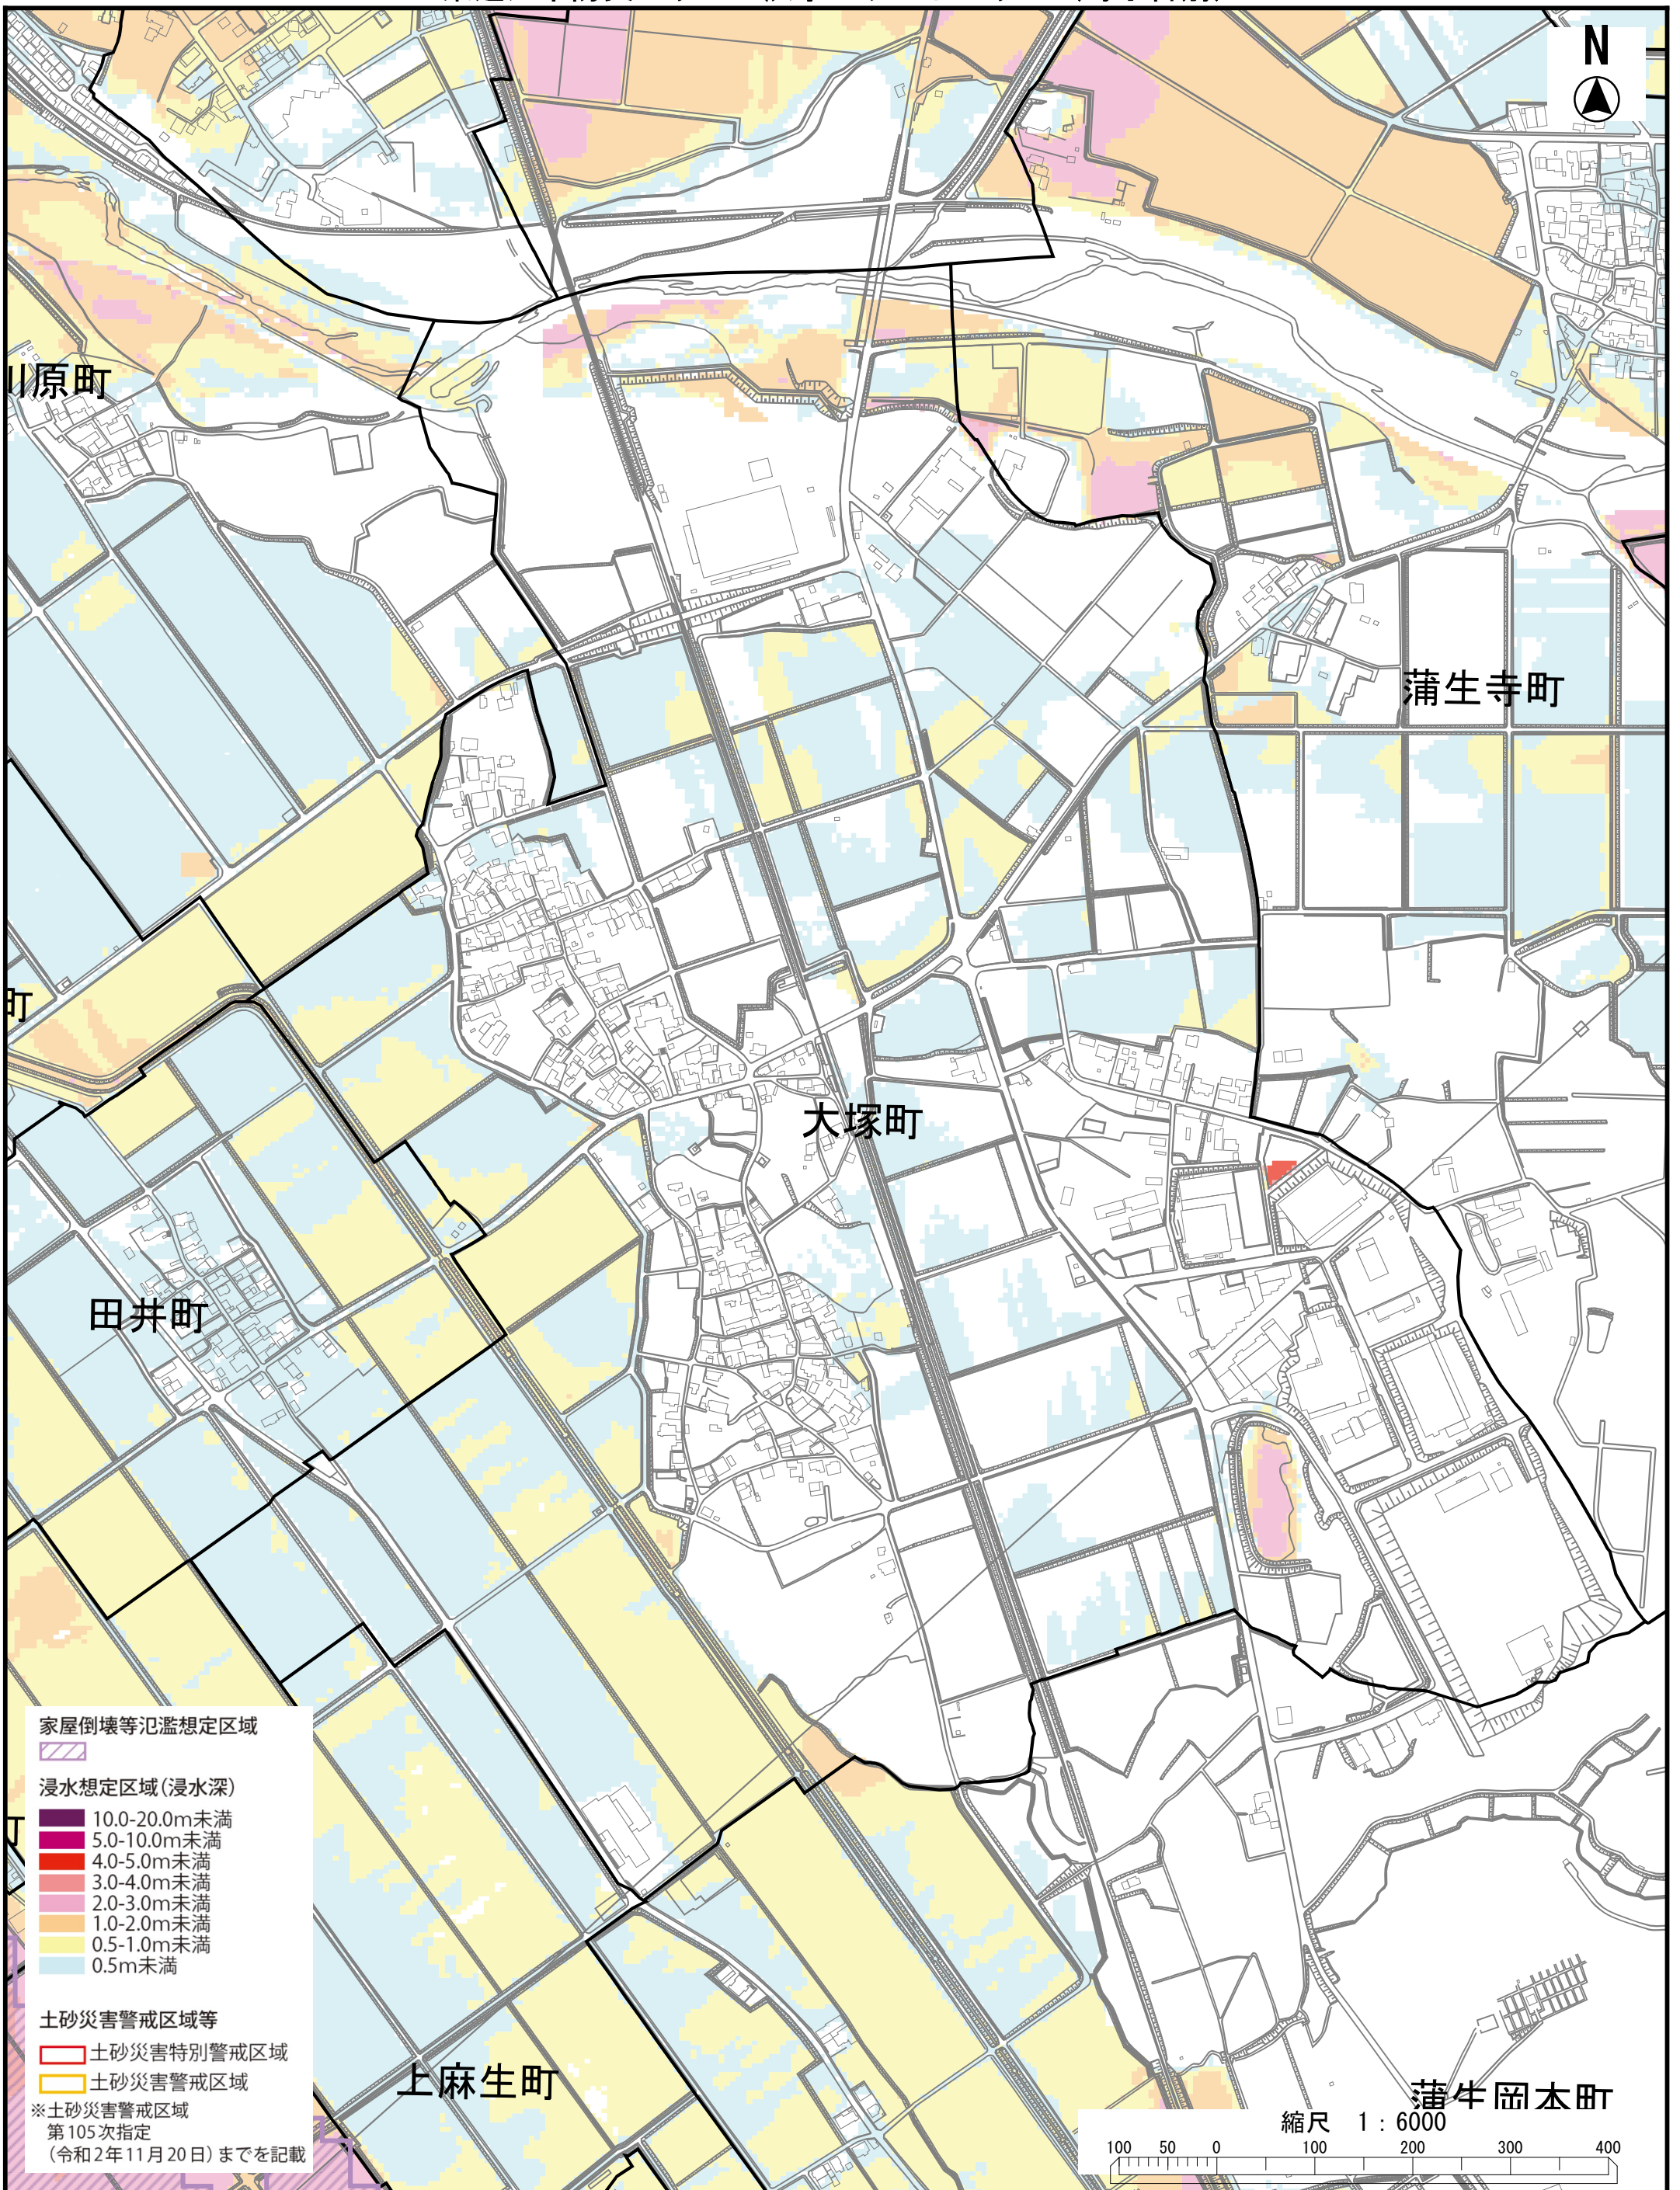 N
川原町
蒲生寺町
町
大塚町
田井町
家屋倒壊等氾濫想定区域
浸水想定区域(浸水深)
10.0-20.0m未満
5.0-10.0m未満
4.0-5.0m未満
3.0-4.0m未満
2.0-3.0m未満
1.0-2.0m未満
0.5-1.0m未満
0.5m未満
土砂災害警戒区域等
土砂災害特別警戒区域
土砂災害警戒区域
※土砂災害警戒区域
第105次指定
(令和2年11月20日)までを記載
上麻生町
蒲生岡本町
縮尺 1:6000
100 50 0 100 200 300 400